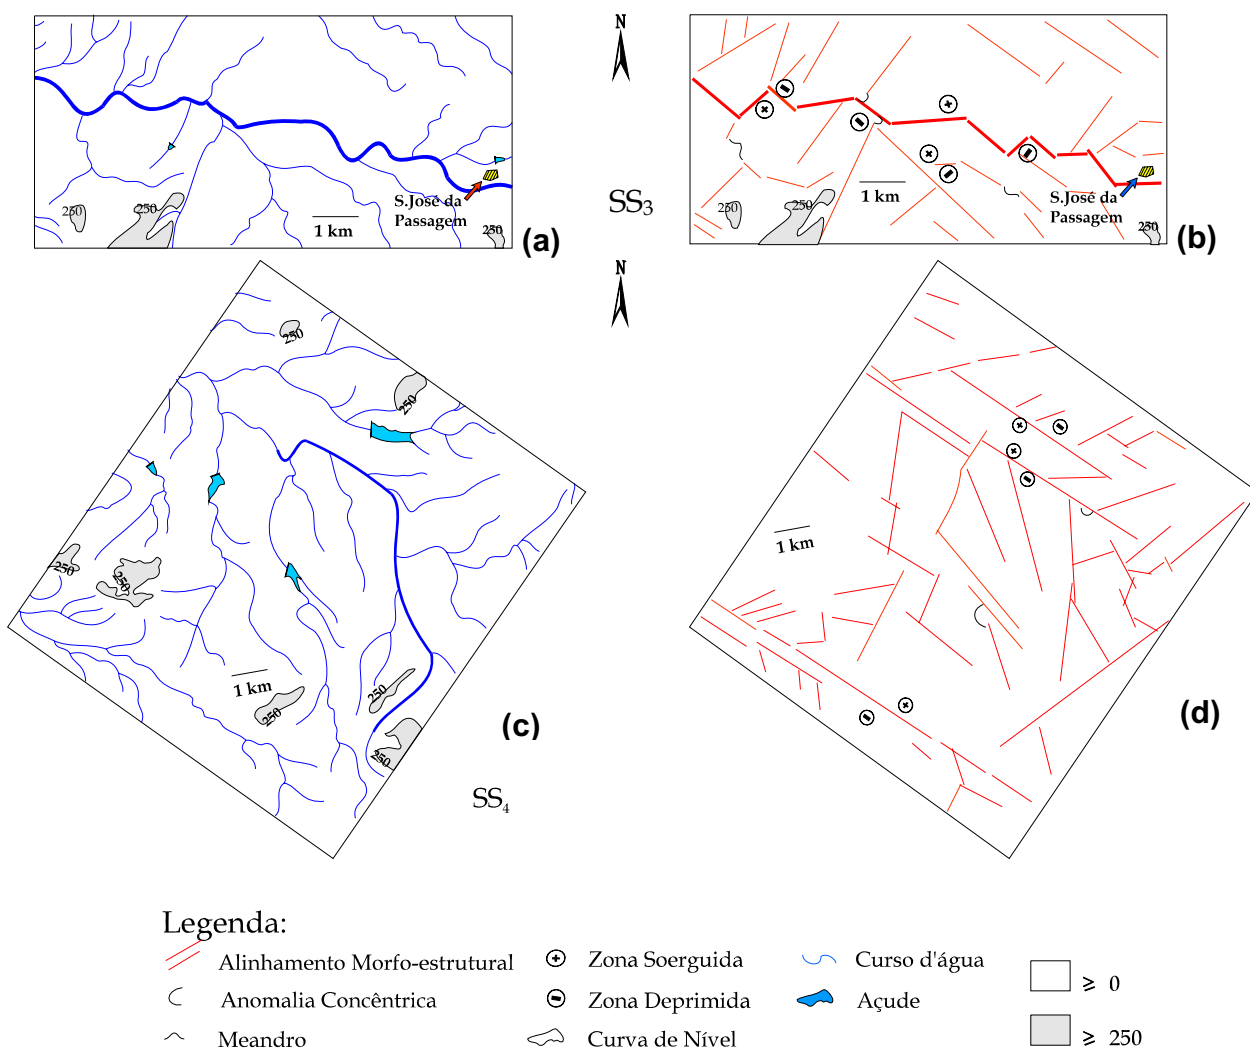 N
250
250
S.José da
Passagem
1 km
250
(a)
SS3
250
250
1 km
S.José da
Passagem
250
(b)
N
250
250
250
250
1 km
250
250
250
(c)
SS4
1 km
(d)
Legenda:
Alinhamento Morfo-estrutural
Anomalia Concêntrica
Meandro
Zona Soerguida
Zona Deprimida
Curva de Nível
Curso d'água
Açude
≥ 0
≥ 250